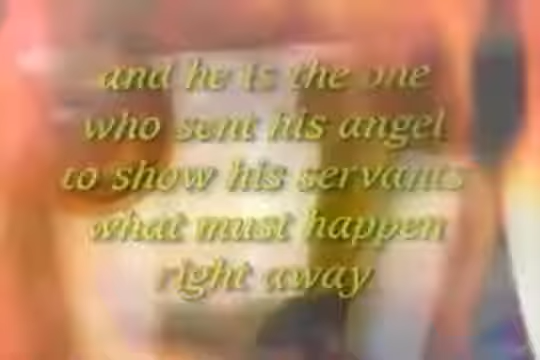 and he is the one
who sent his angel
to show his servants
what must happen
right away